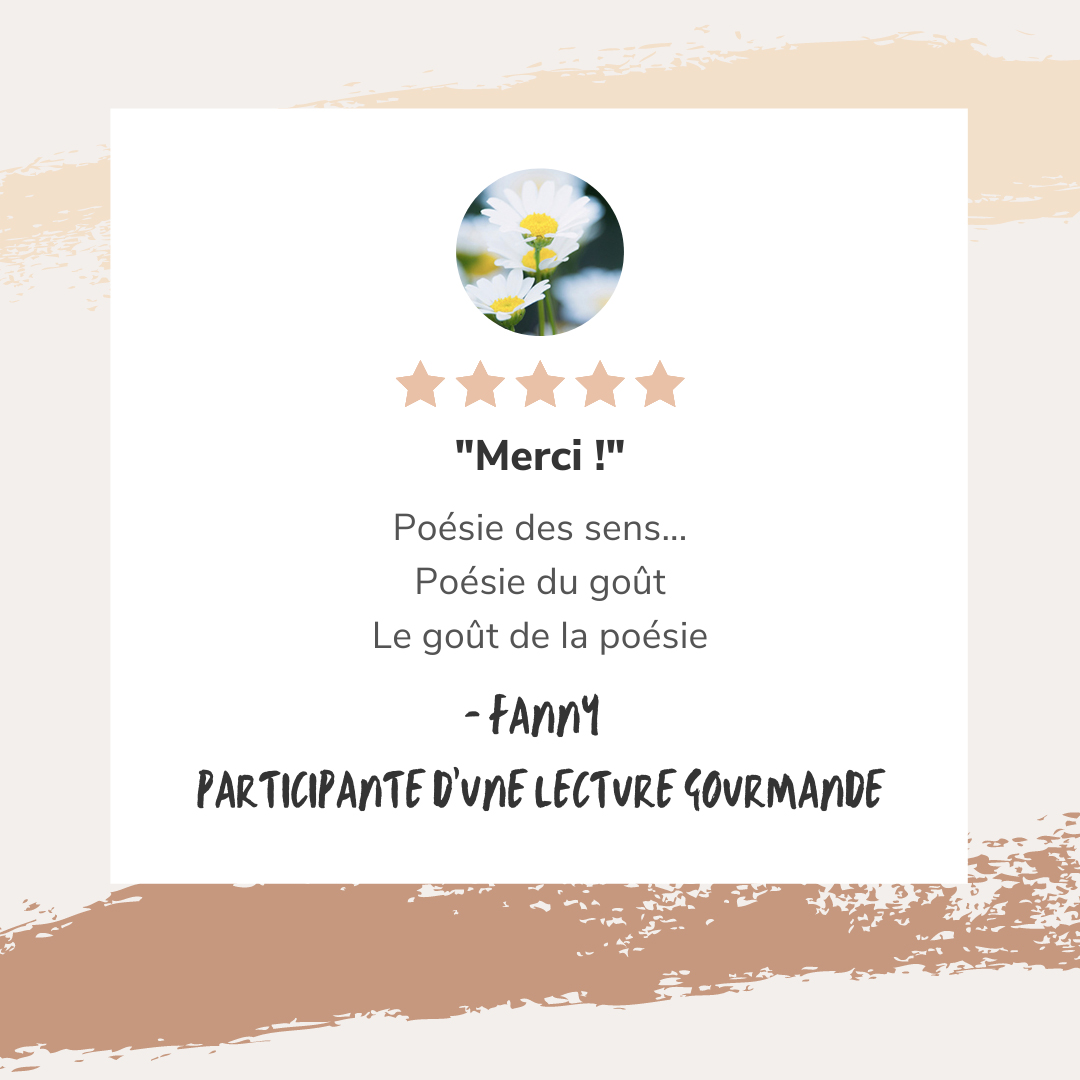 "Merci !"
Poésie des sens...
Poésie du goût
Le goût de la poésie
- FANNY
PARTICIPANTE D'UNE LECTURE GOURMANDE